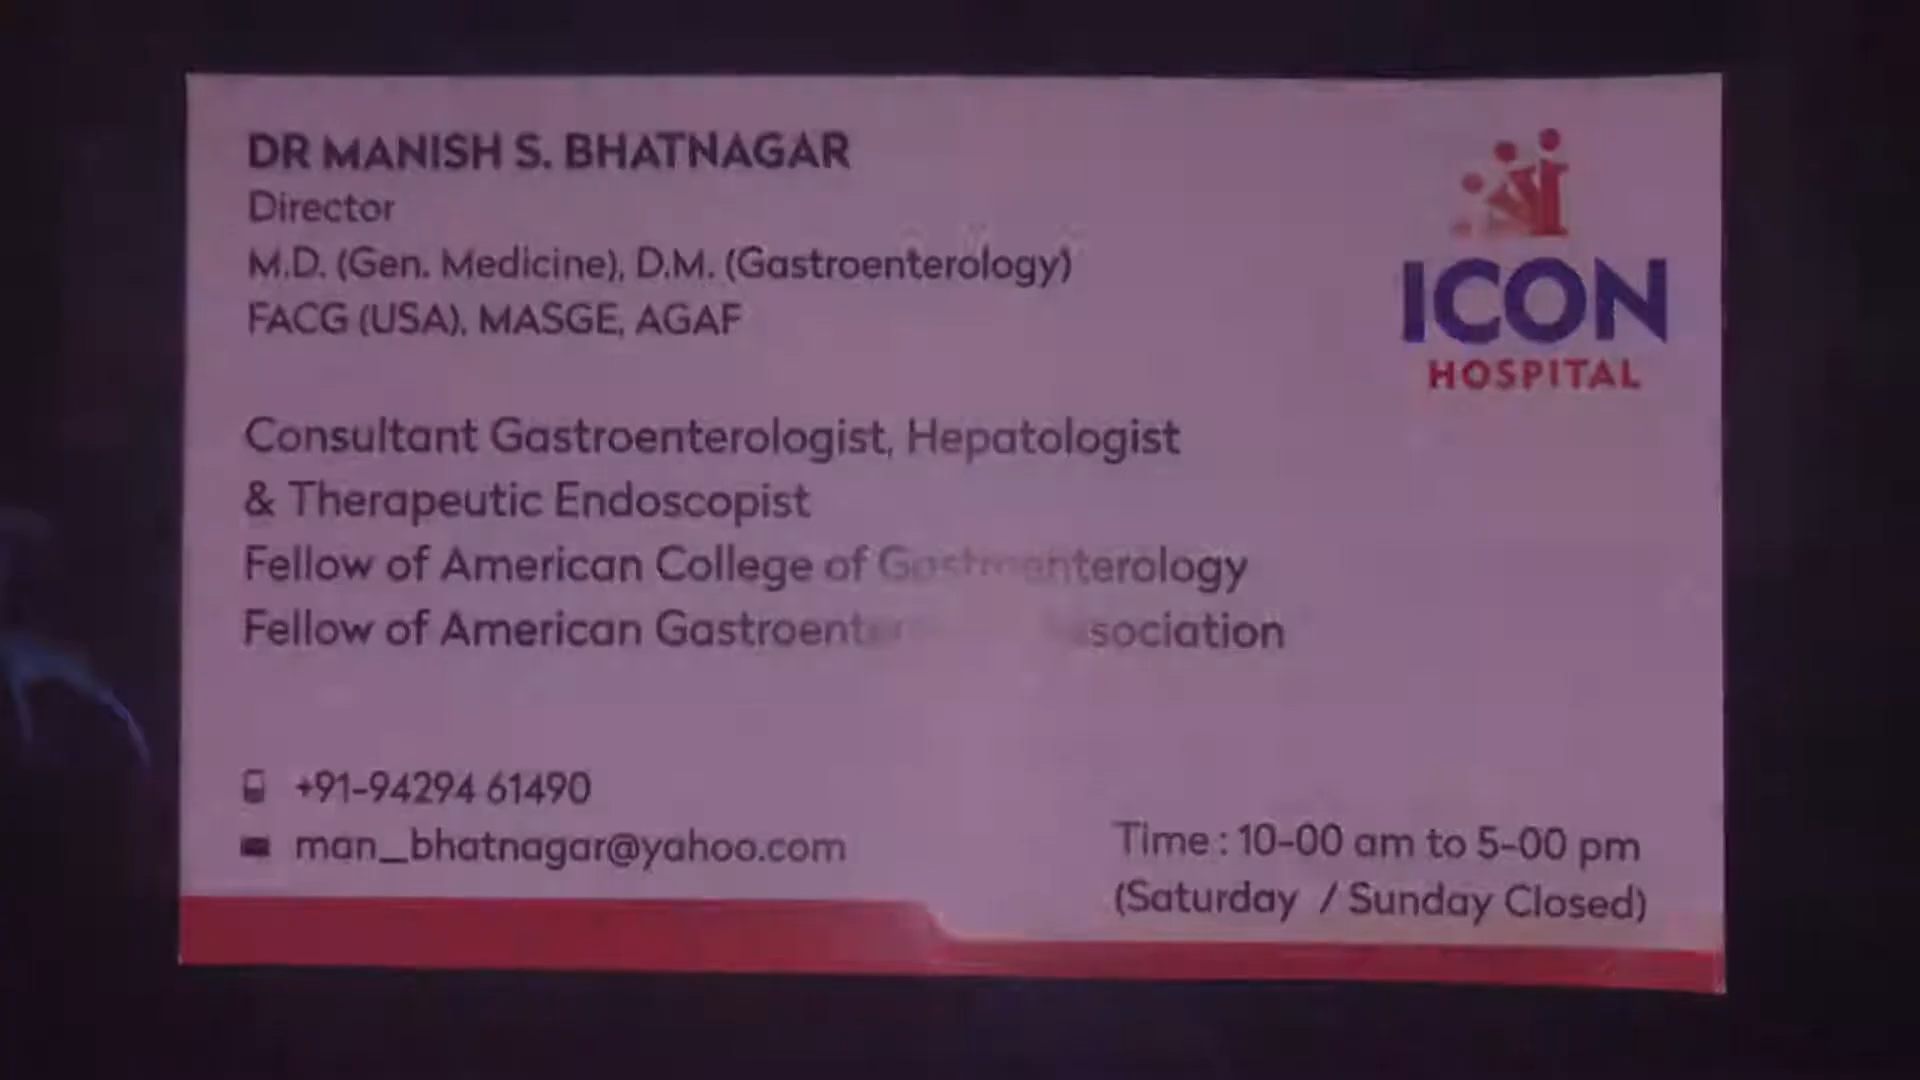 DR MANISH S. BHATNAGAR
Director
M.D. (Gen. Medicine), D.M. (Gastroenterology)
FACG (USA), MASGE, AGAF
ICON
HOSPITAL
Consultant Gastroenterologist, Hepatologist
& Therapeutic Endoscopist
Fellow of American College of Gastroenterology
Fellow of American
+91-94294 61490
man_bhatnagar@yahoo.com
Time : 10-00 am to 5-00 pm
(Saturday / Sunday Closed)